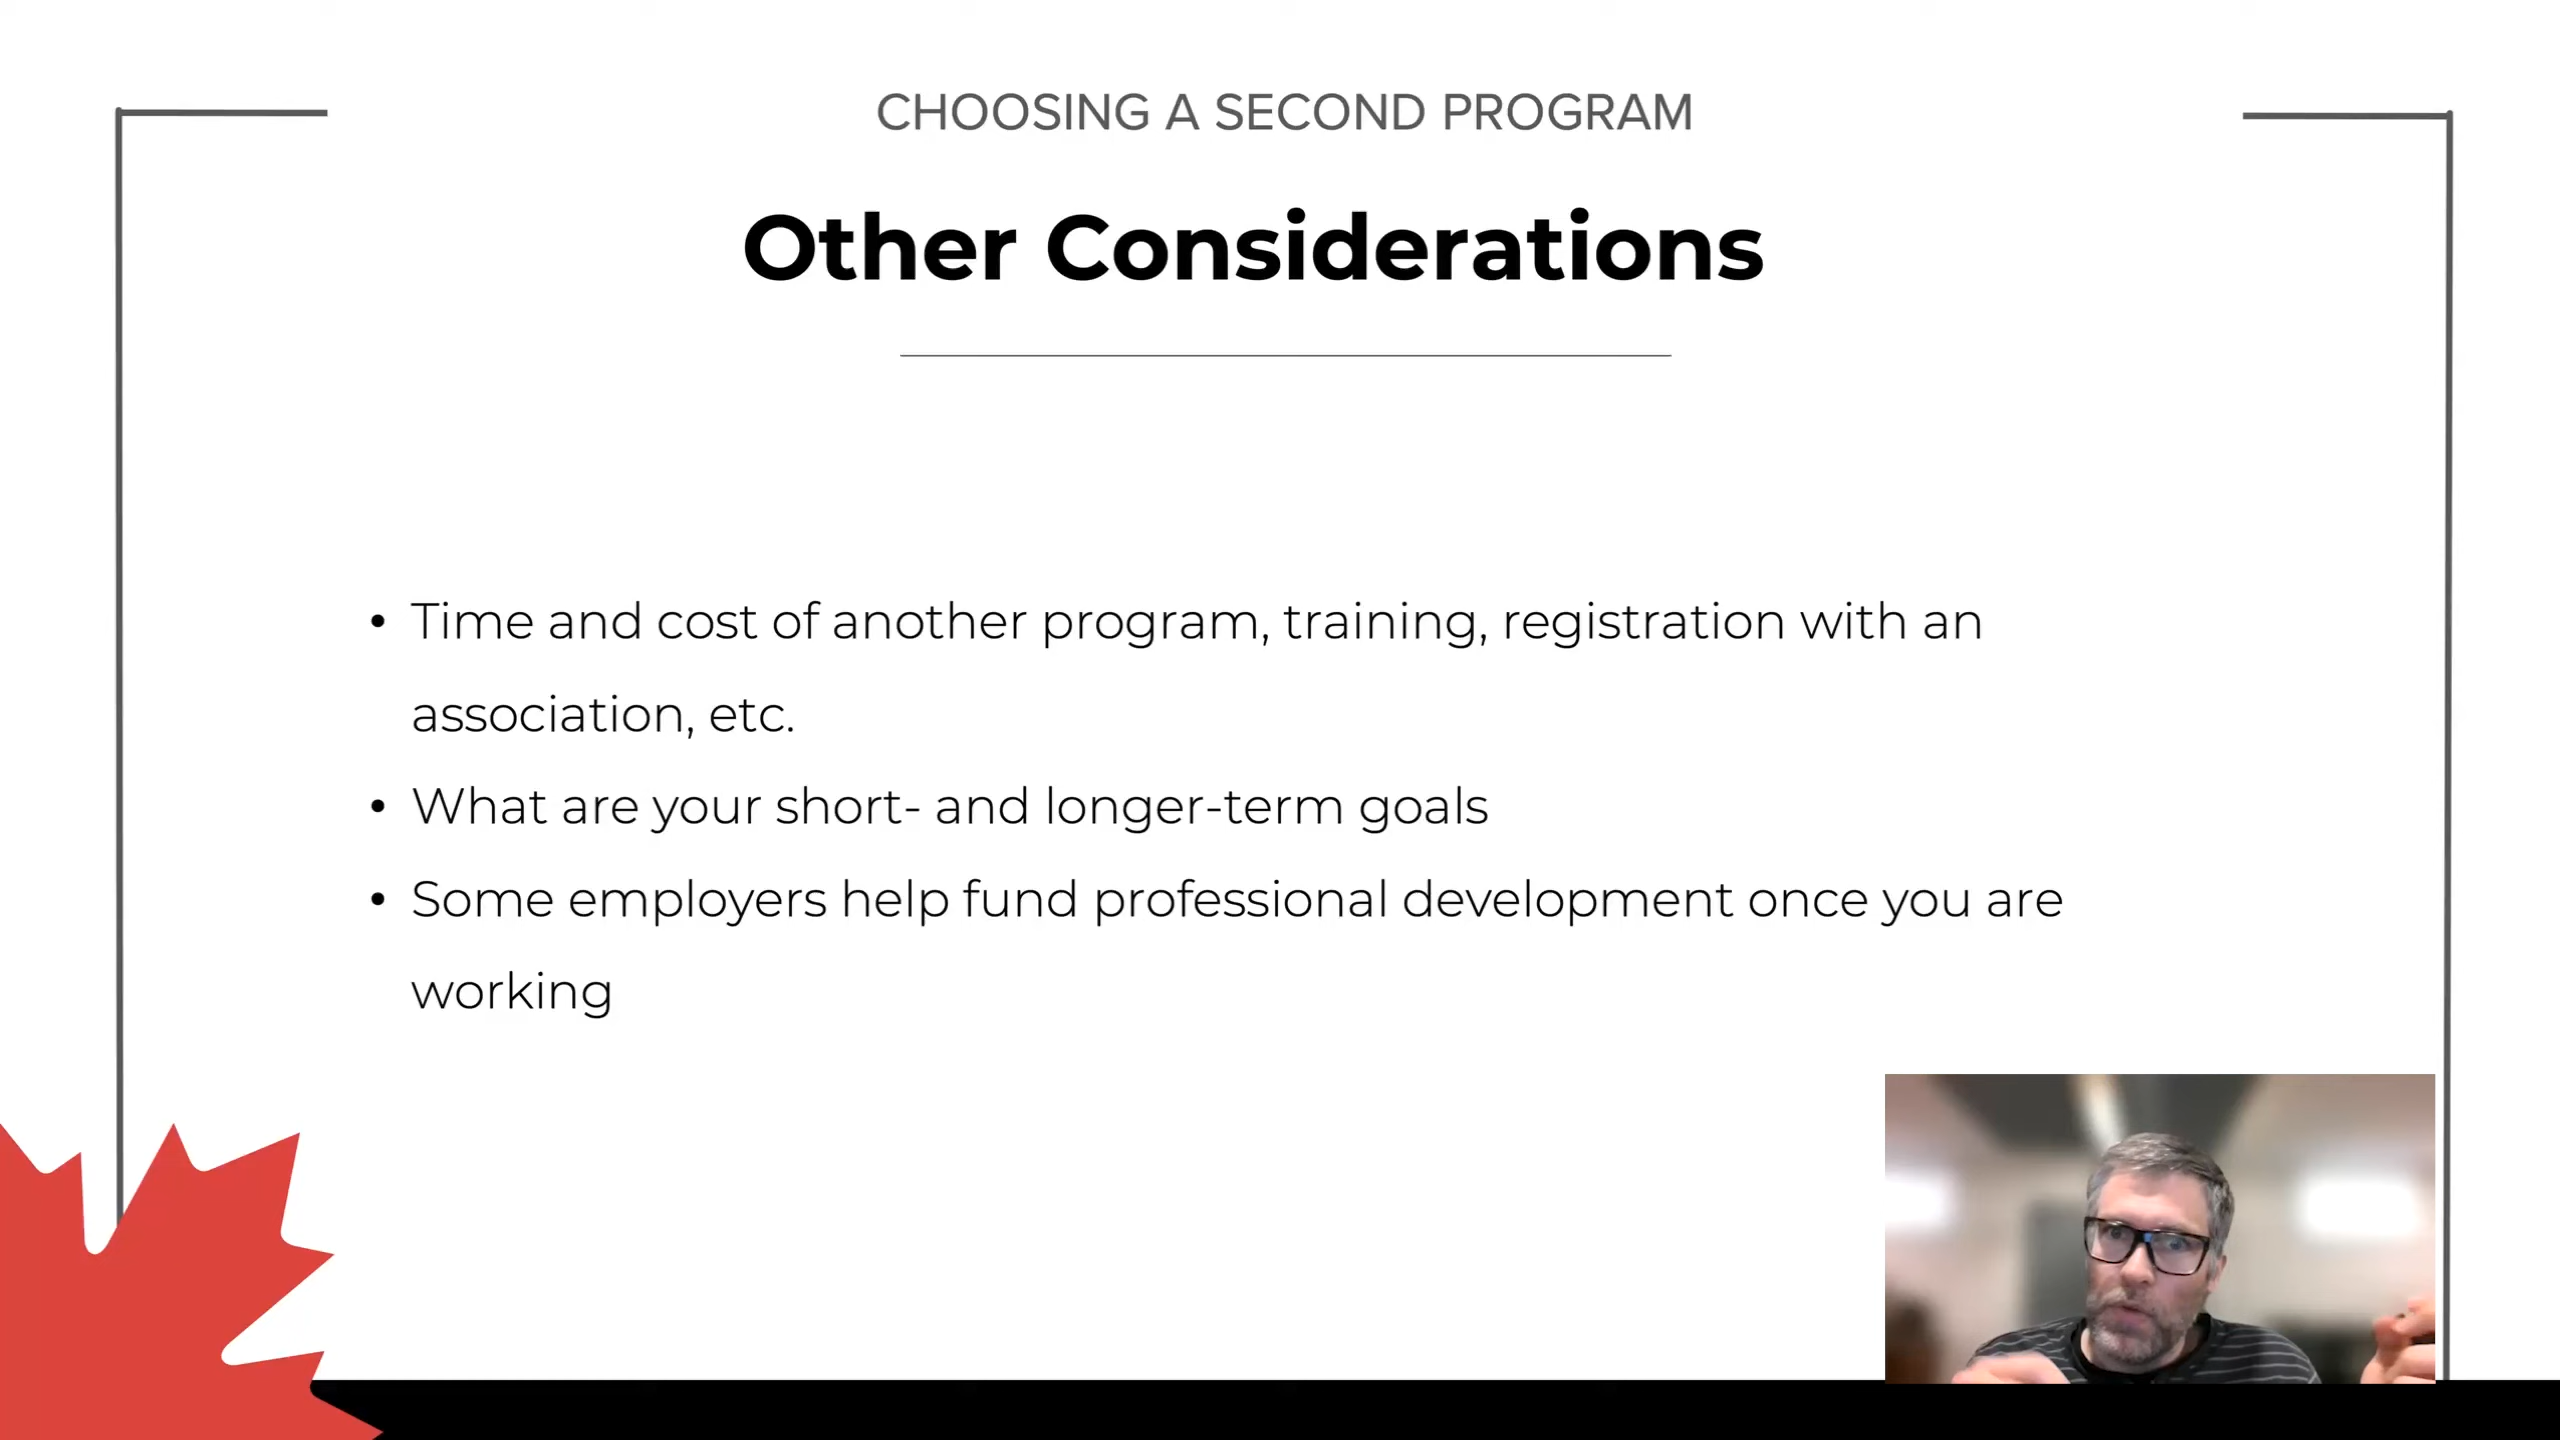 CHOOSING A SECOND PROGRAM
Other Considerations
• Time and cost of another program, training, registration with an
association, etc.
• What are your short- and longer-term goals
• Some employers help fund professional development once you are
working